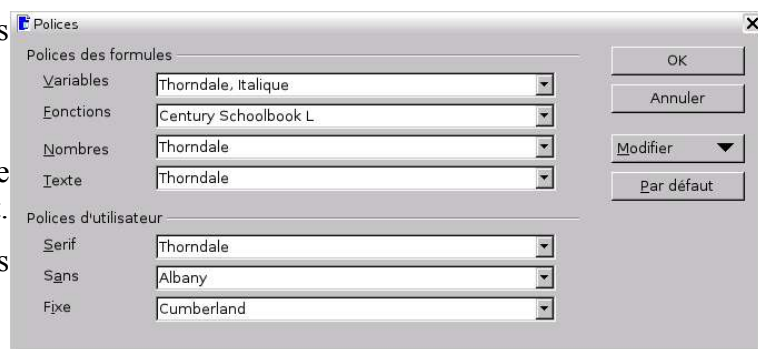 Polices
s
Polices des formules
OK
Variables Thorndale, Italique
Annuler
Fonctions Century Schoolbook L
Nombres Thorndale
Modifier
e
Texte Thorndale
Par défaut
.
Polices d'utilisateur
s
Serif Thorndale
Sans Albany
Fixe Cumberland